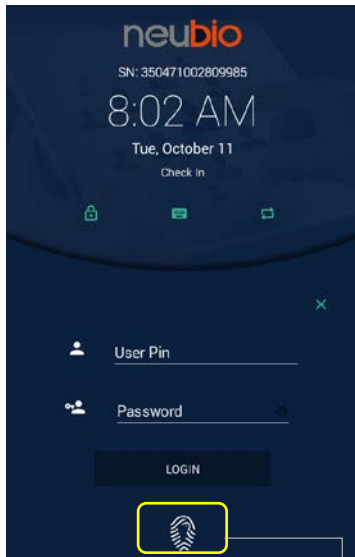 neubio
SN: 350471002809985
8:02 AM
Tue, October 11
Check In
User Pin
Password
LOGIN